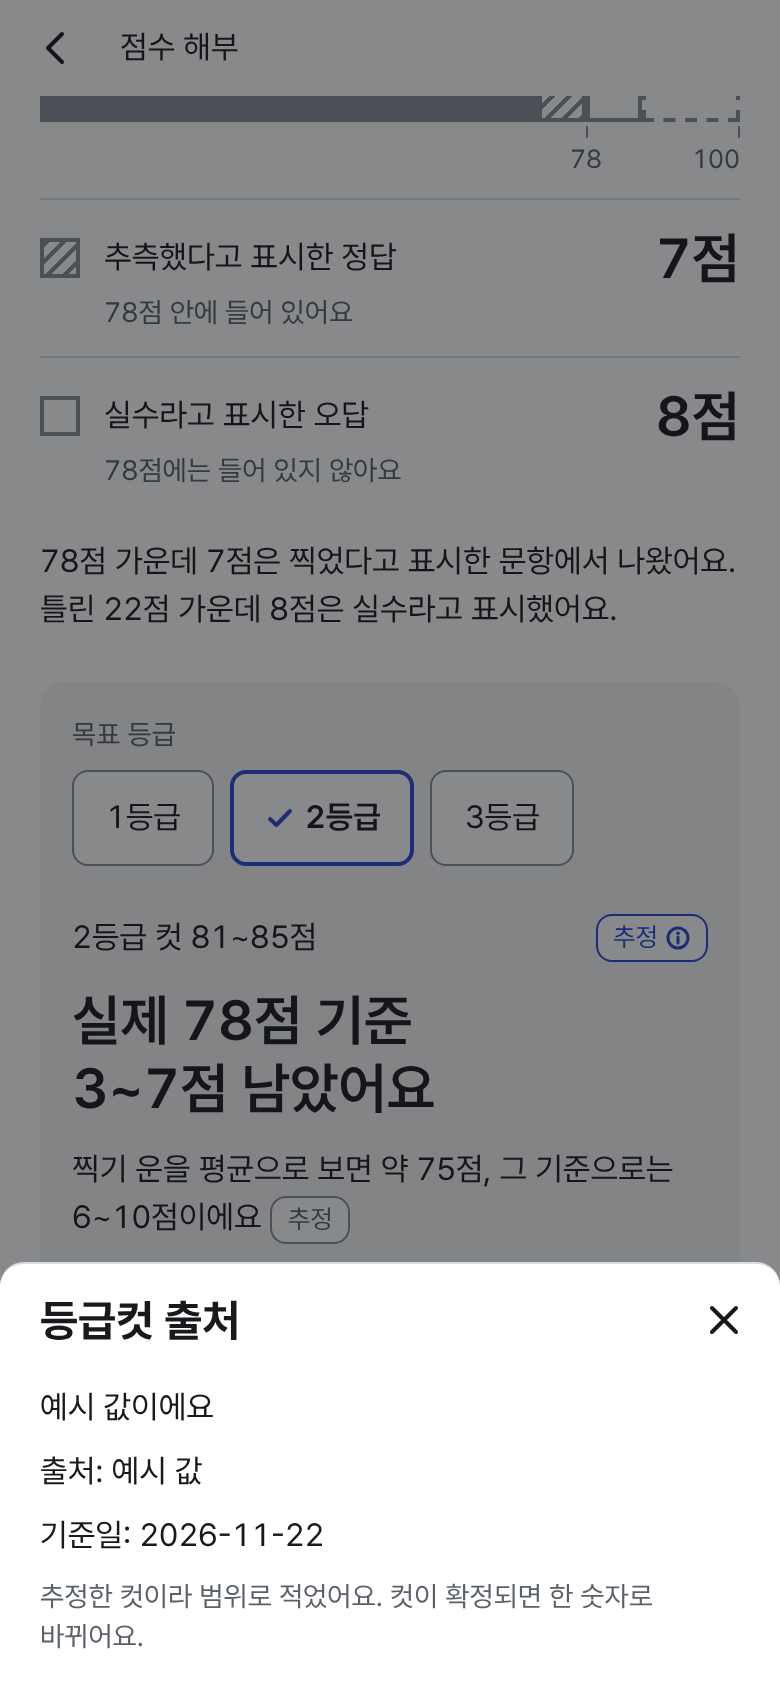 점수 해부
78
100
추측했다고 표시한 정답
7점
78점 안에 들어 있어요
실수라고 표시한 오답
8점
78점에는 들어 있지 않아요
78점 가운데 7점은 찍었다고 표시한 문항에서 나왔어요.
틀린 22점 가운데 8점은 실수라고 표시했어요.
목표 등급
1등급
2등급
3등급
2등급 컷 81~85점
추정
실제 78점 기준
3~7점 남았어요
찍기 운을 평균으로 보면 약 75점, 그 기준으로는
6~10점이에요 추정
등급컷 출처
예시 값이에요
출처: 예시 값
기준일: 2026-11-22
추정한 컷이라 범위로 적었어요. 컷이 확정되면 한 숫자로
바뀌어요.